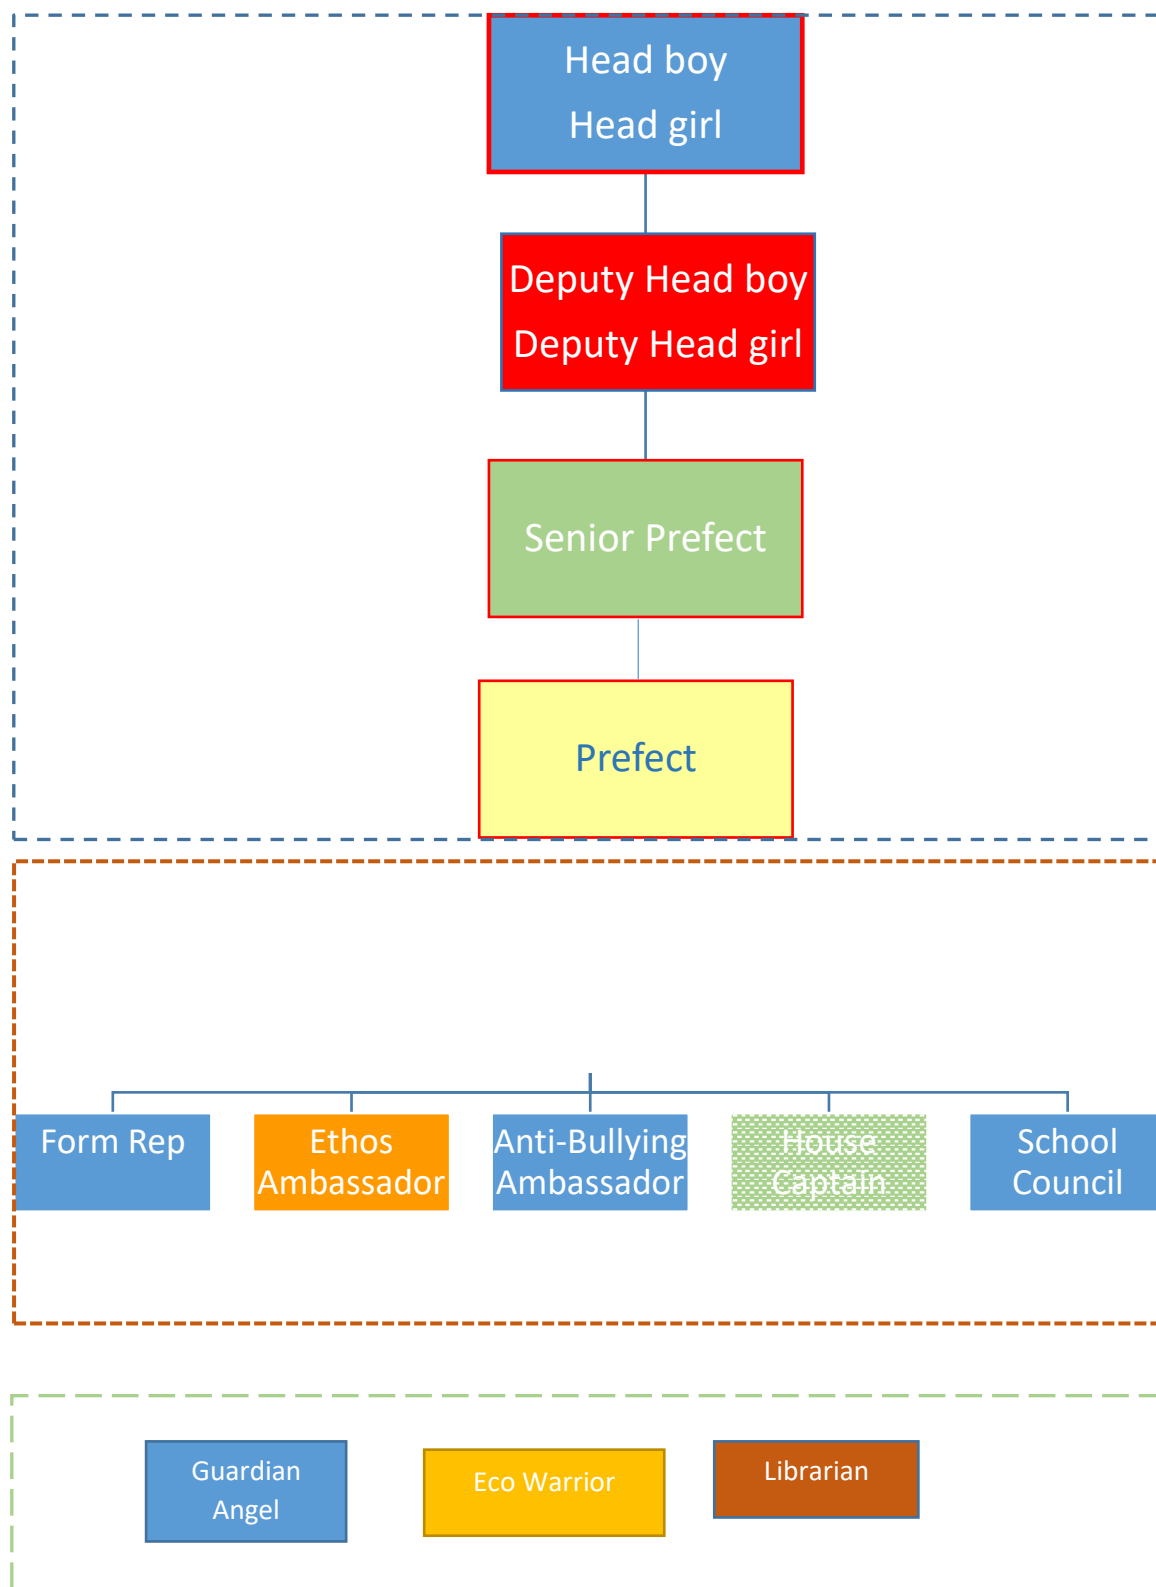 Head boy
Head girl
Deputy Head boy
Deputy Head girl
Senior Prefect
Prefect
Form Rep
Ethos
Ambassador
Anti-Bullying
Ambassador
House
Captain
School
Council
Guardian
Angel
Eco Warrior
Librarian